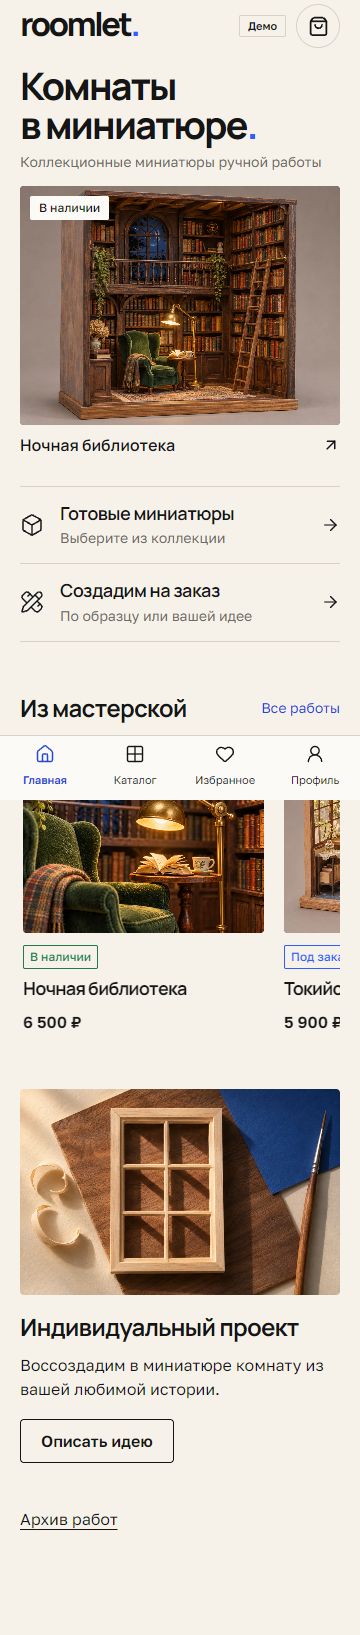 roomlet.
Демо
Комнаты
в миниатюре.
Коллекционные миниатюры ручной работы
В наличии
Ночная библиотека
Готовые миниатюры
Выберите из коллекции
Создадим на заказ
По образцу или вашей идее
Из мастерской
Все работы
Главная
Каталог
Избранное
Профиль
В наличии
Под зака
Ночная библиотека
Токийс
6 500 ₽
5 900 ₽
Индивидуальный проект
Воссоздадим в миниатюре комнату из
вашей любимой истории.
Описать идею
Архив работ